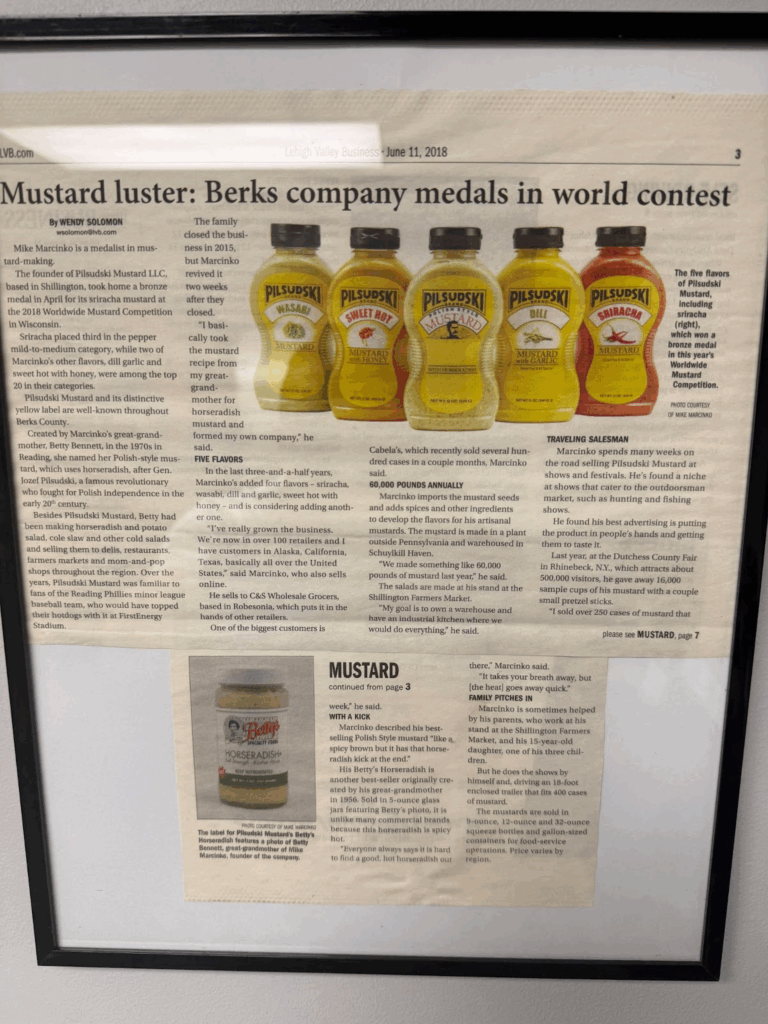 LVB.com
Lehigh Valley Business • June 11, 2018
3
Mustard luster: Berks company medals in world contest
By WENDY SOLOMON
wsolomon@lvb.com
Mike Marcinko is a medalist in mus-
tard-making.
The founder of Pilsudski Mustard LLC,
based in Shillington, took home a bronze
medal in April for its sriracha mustard at
the 2018 Worldwide Mustard Competition
in Wisconsin.
Sriracha placed third in the pepper
mild-to-medium category, while two of
Marcinko's other flavors, dill garlic and
sweet hot with honey, were among the top
20 in their categories.
Pilsudski Mustard and its distinctive
yellow label are well-known throughout
Berks County.
Created by Marcinko's great-grand-
mother, Betty Bennett, in the 1970s in
Reading, she named her Polish-style mus-
tard, which uses horseradish, after Gen.
Jozef Pilsudski, a famous revolutionary
who fought for Polish independence in the
early 20th century.
Besides Pilsudski Mustard, Betty had
been making horseradish and potato
salad, cole slaw and other cold salads
and selling them to delis, restaurants,
farmers markets and mom-and-pop
shops throughout the region. Over the
years, Pilsudski Mustard was familiar to
fans of the Reading Phillies minor league
baseball team, who would have topped
their hotdogs with it at FirstEnergy
Stadium.
The family
closed the busi-
ness in 2015,
but Marcinko
revived it
two weeks
after they
closed.
"I basi-
cally took
the mustard
recipe from
my great-
grand-
mother for
horseradish
mustard and
formed my own company," he
said.
FIVE FLAVORS
In the last three-and-a-half years,
Marcinko's added four flavors – sriracha,
wasabi, dill and garlic, sweet hot with
honey – and is considering adding anoth-
er one.
"I've really grown the business.
We're now in over 100 retailers and I
have customers in Alaska, California,
Texas, basically all over the United
States," said Marcinko, who also sells
online.
He sells to C&S Wholesale Grocers,
based in Robesonia, which puts it in the
hands of other retailers.
One of the biggest customers is
PILSUDSKI
WASABI
MUSTARD
PILSUDSKI
SWEET HOT
MUSTARD
with HONEY
PILSUDSKI
POLISH STYLE
MUSTARD
WITH HORSERADISH
PILSUDSKI
DILL
MUSTARD
with GARLIC
PILSUDSKI
SRIRACHA
MUSTARD
The five flavors
of Pilsudski
Mustard,
including
sriracha
(right),
which won a
bronze medal
in this year's
Worldwide
Mustard
Competition.
PHOTO COURTESY
OF MIKE MARCINKO
Cabela's, which recently sold several hun-
dred cases in a couple months, Marcinko
said.
60,000 POUNDS ANNUALLY
Marcinko imports the mustard seeds
and adds spices and other ingredients
to develop the flavors for his artisanal
mustards. The mustard is made in a plant
outside Pennsylvania and warehoused in
Schuylkill Haven.
"We made something like 60,000
pounds of mustard last year," he said.
The salads are made at his stand at the
Shillington Farmers Market.
"My goal is to own a warehouse and
have an industrial kitchen where we
would do everything," he said.
TRAVELING SALESMAN
Marcinko spends many weeks on
the road selling Pilsudski Mustard at
shows and festivals. He's found a niche
at shows that cater to the outdoorsman
market, such as hunting and fishing
shows.
He found his best advertising is putting
the product in people's hands and getting
them to taste it.
Last year, at the Dutchess County Fair
in Rhinebeck, N.Y., which attracts about
500,000 visitors, he gave away 16,000
sample cups of his mustard with a couple
small pretzel sticks.
"I sold over 250 cases of mustard that
please see MUSTARD, page 7
Betty's
SPECIALTY FOODS
HORSERADISH
KEEP REFRIGERATED
PHOTO COURTESY OF MIKE MARCINKO
The label for Pilsudski Mustard's Betty's
Horseradish features a photo of Betty
Bennett, great-grandmother of Mike
Marcinko, founder of the company.
MUSTARD
continued from page 3
week," he said.
WITH A KICK
Marcinko described his best-
selling Polish Style mustard "like a
spicy brown but it has that horse-
radish kick at the end."
His Betty's Horseradish is
another best-seller originally cre-
ated by his great-grandmother
in 1956. Sold in 5-ounce glass
jars featuring Betty's photo, it is
unlike many commercial brands
because this horseradish is spicy
hot.
"Everyone always says it is hard
to find a good, hot horseradish out
there," Marcinko said.
"It takes your breath away, but
[the heat] goes away quick."
FAMILY PITCHES IN
Marcinko is sometimes helped
by his parents, who work at his
stand at the Shillington Farmers
Market, and his 15-year-old
daughter, one of his three chil-
dren.
But he does the shows by
himself and, driving an 18-foot
enclosed trailer that fits 400 cases
of mustard.
The mustards are sold in
9-ounce, 12-ounce and 32-ounce
squeeze bottles and gallon-sized
containers for food-service
operations. Price varies by
region.